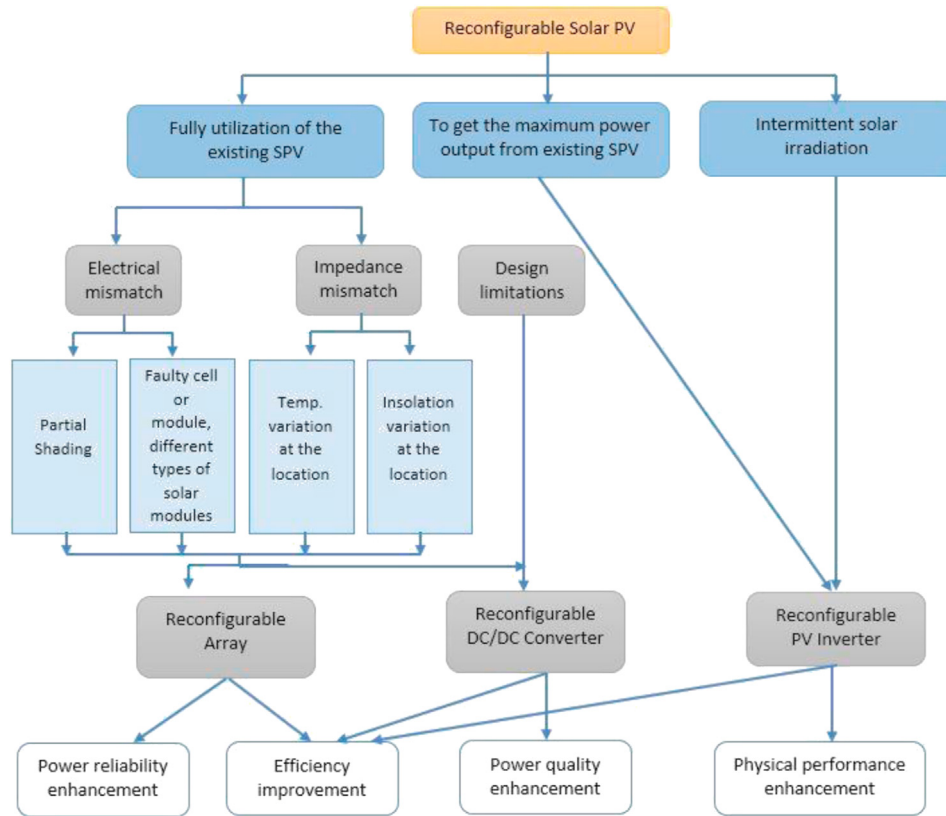 Reconfigurable Solar PV
Fully utilization of the
existing SPV
To get the maximum power
output from existing SPV
Intermittent solar
irradiation
Electrical
mismatch
Impedance
mismatch
Design
limitations
Partial
Shading
Faulty cell
or
module,
different
types of
solar
modules
Temp.
variation
at the
location
Insolation
variation
at the
location
Reconfigurable
Array
Reconfigurable
DC/DC Converter
Reconfigurable
PV Inverter
Power reliability
enhancement
Efficiency
improvement
Power quality
enhancement
Physical performance
enhancement